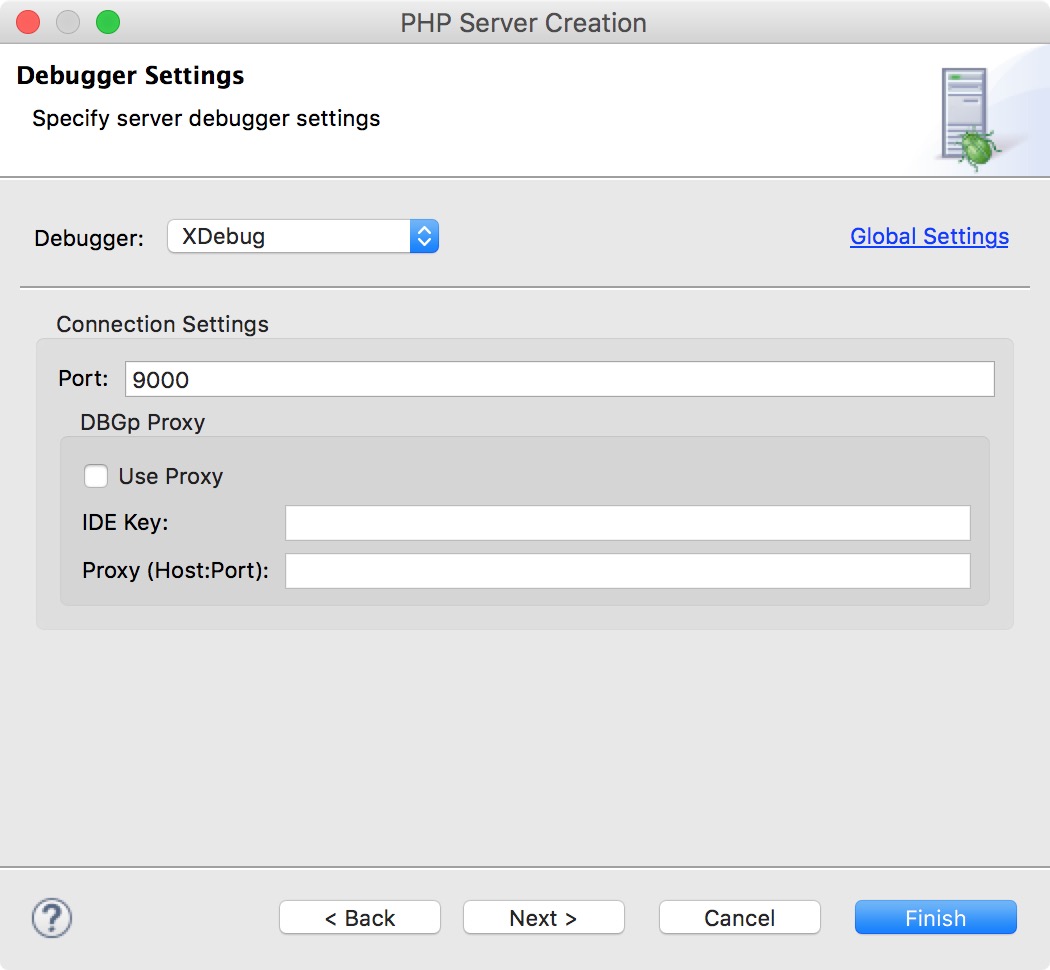 PHP Server Creation
Debugger Settings
Specify server debugger settings
Debugger: XDebug Global Settings
Connection Settings
Port: 9000
DBGp Proxy
Use Proxy
IDE Key:
Proxy (Host:Port):
? < Back Next > Cancel Finish